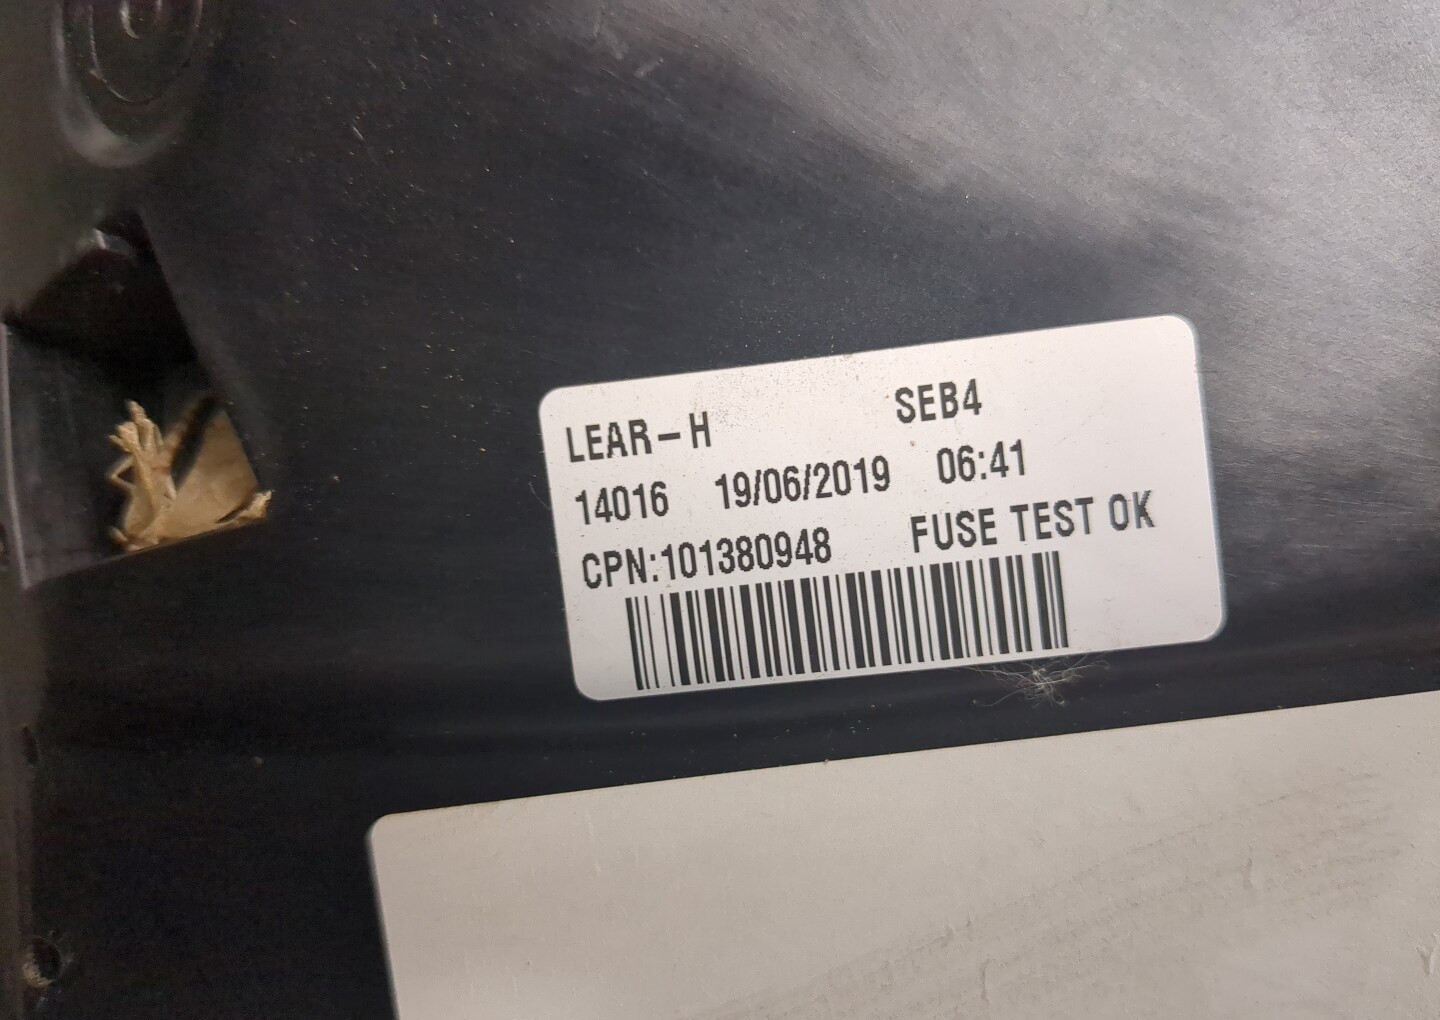 LEAR-H SEB4
14016 19/06/2019 06:41
CPN:101380948 FUSE TEST OK